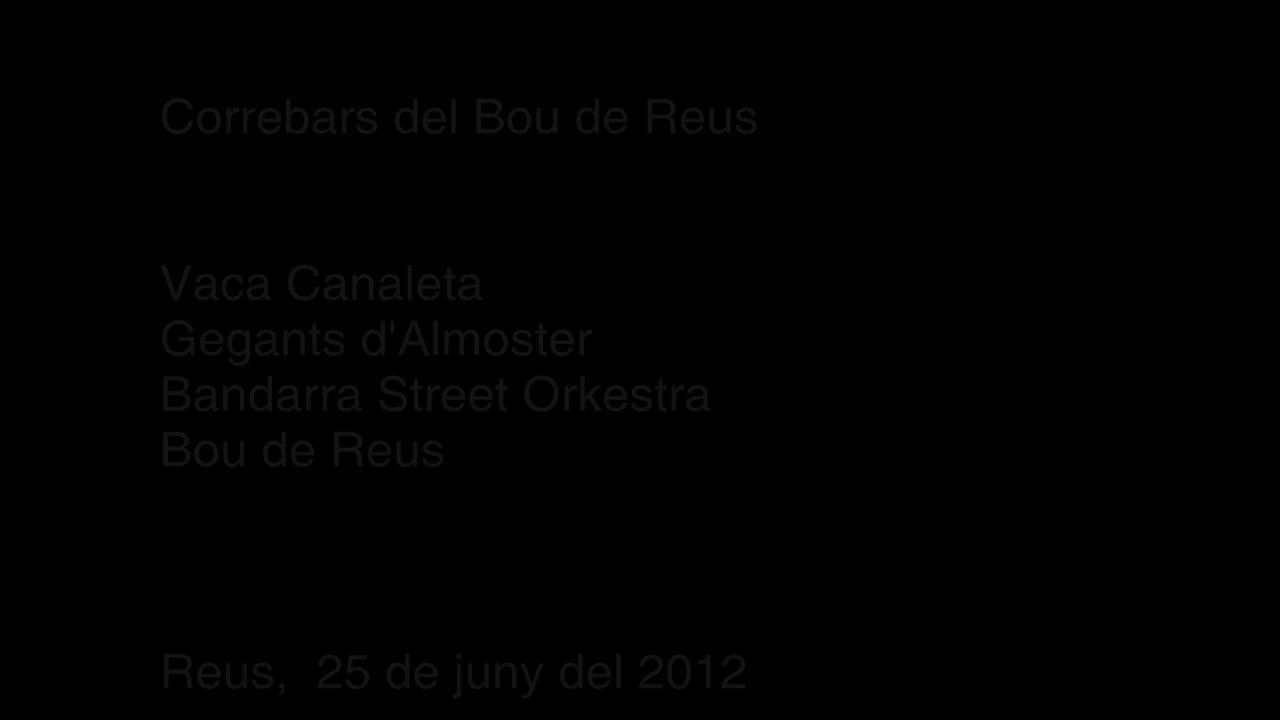 Correbars del Bou de Reus
Vaca Canaleta
Gegants d'Almoster
Bandarra Street Orkestra
Bou de Reus
Reus,  25 de juny del 2012